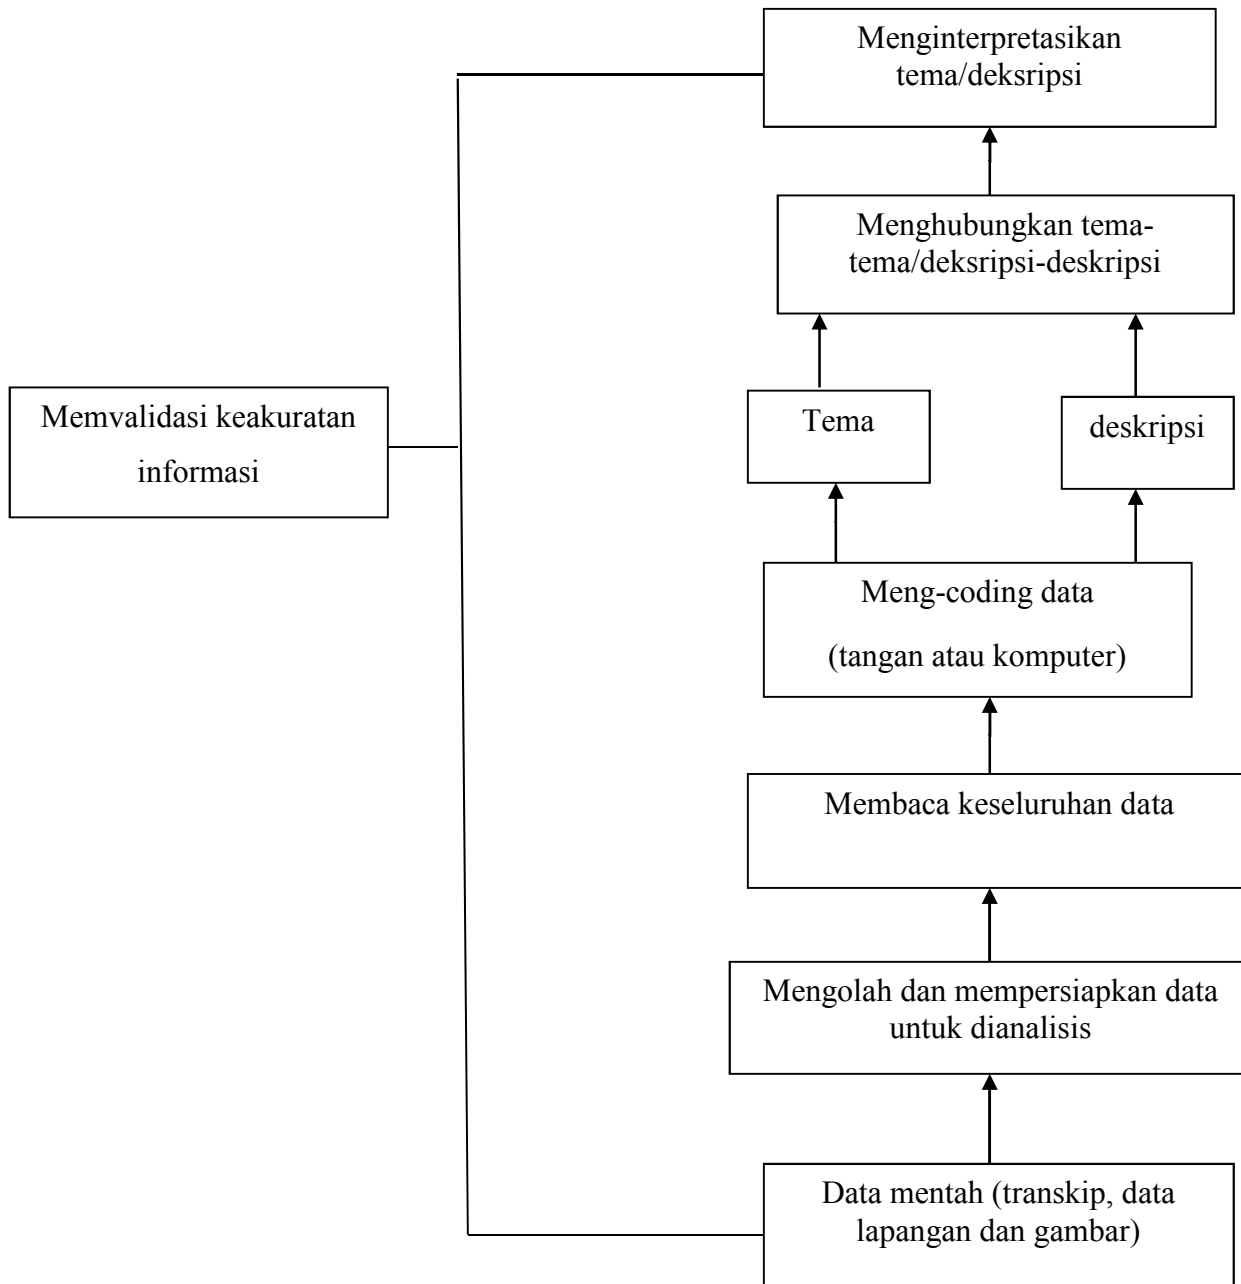 Menginterpretasikan
tema/deksripsi
Menghubungkan tema-
tema/deksripsi-deskripsi
Memvalidasi keakuratan
informasi
Tema
deskripsi
Meng-coding data
(tangan atau komputer)
Membaca keseluruhan data
Mengolah dan mempersiapkan data
untuk dianalisis
Data mentah (transkip, data
lapangan dan gambar)